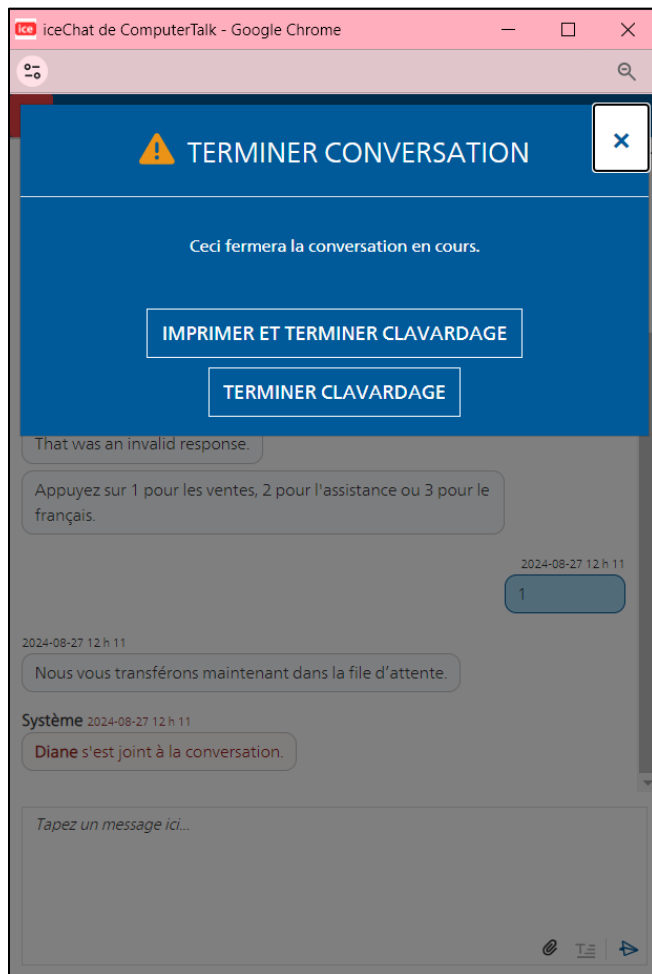 ice iceChat de ComputerTalk - Google Chrome
TERMINER CONVERSATION
Ceci fermera la conversation en cours.
IMPRIMER ET TERMINER CLAVARDAGE
TERMINER CLAVARDAGE
That was an invalid response.
Appuyez sur 1 pour les ventes, 2 pour l'assistance ou 3 pour le
français.
2024-08-27 12 h 11
1
2024-08-27 12 h 11
Nous vous transférons maintenant dans la file d’attente.
Système 2024-08-27 12 h 11
Diane s'est joint à la conversation.
Tapez un message ici...